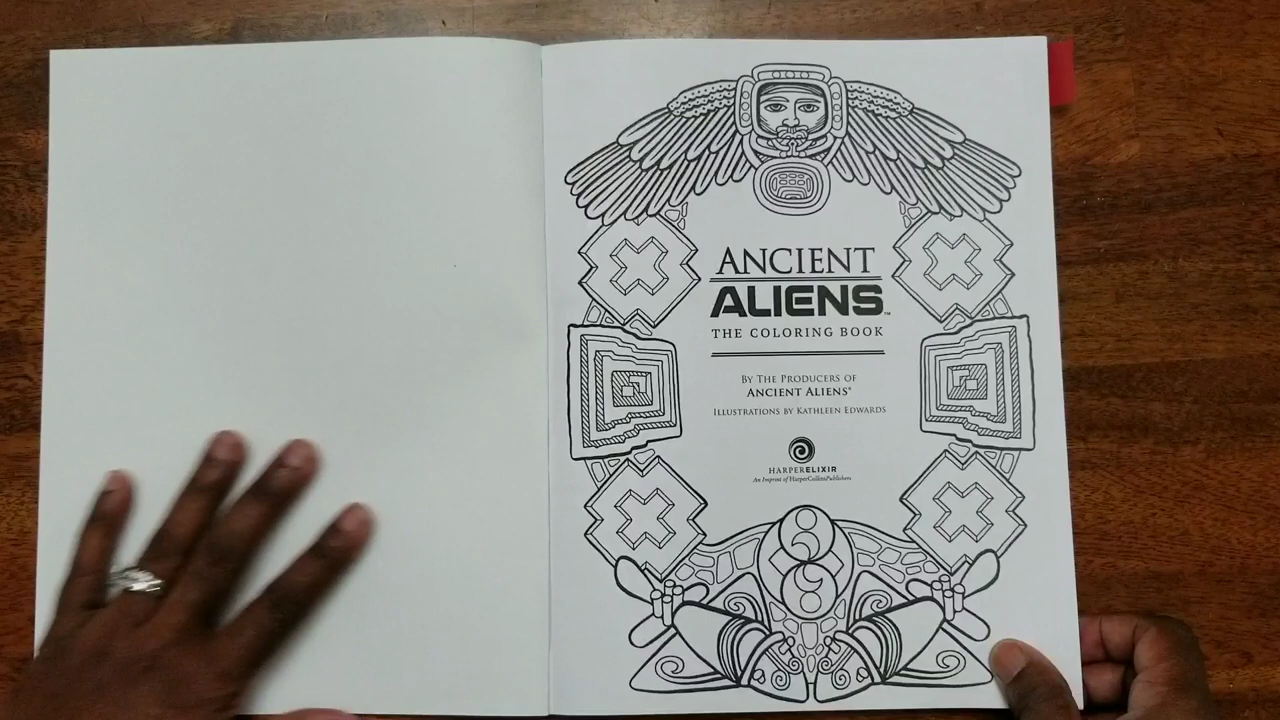 ANCIENT
ALIENS™
THE COLORING BOOK
BY THE PRODUCERS OF
ANCIENT ALIENS®
ILLUSTRATIONS BY KATHLEEN EDWARDS
HARPERELIXIR
An Imprint of HarperCollinsPublishers